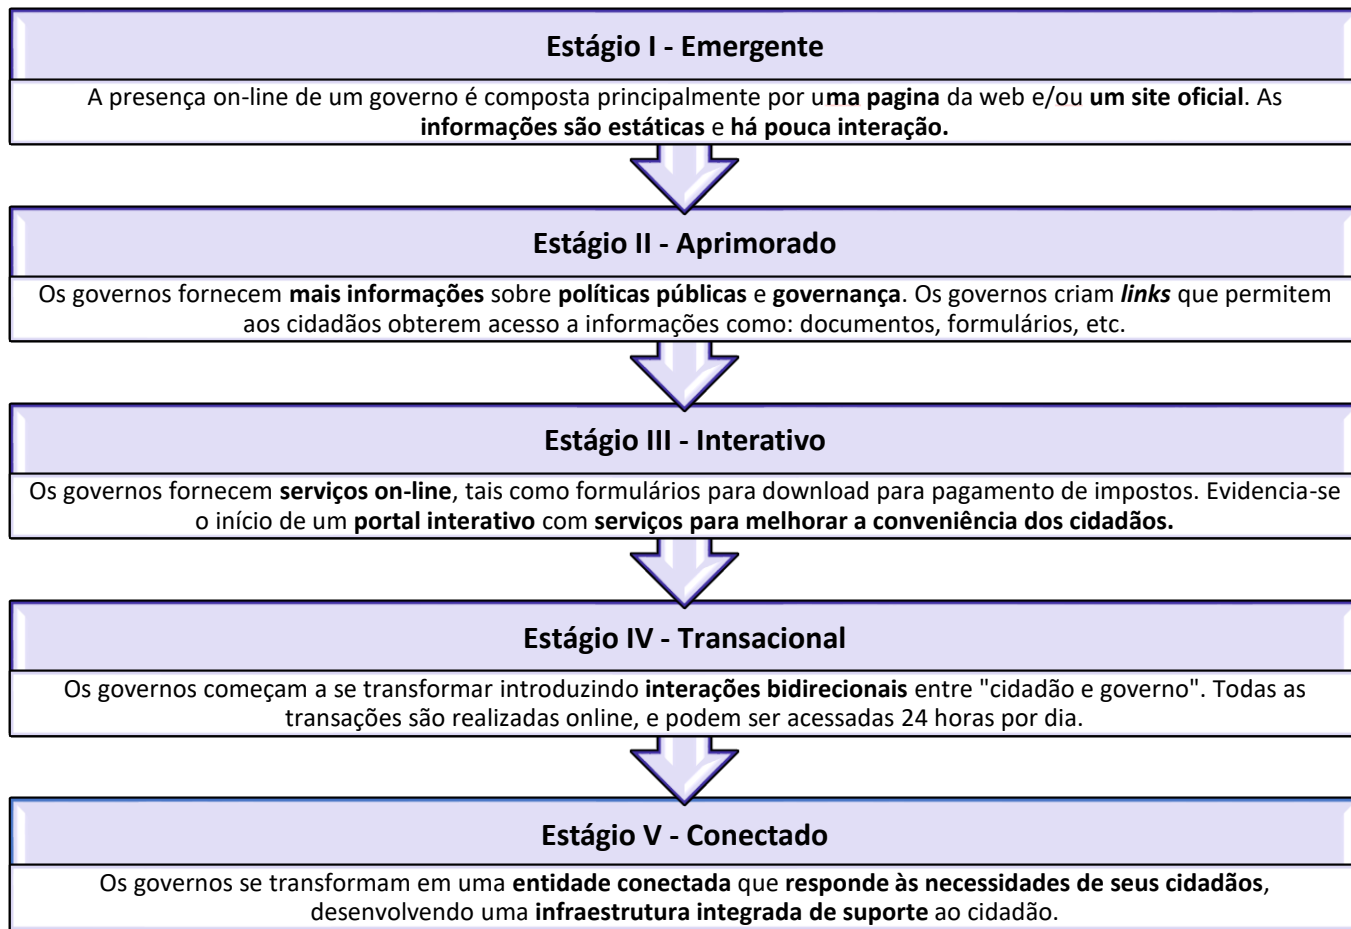 Estágio I - Emergente
A presença on-line de um governo é composta principalmente por uma pagina da web e/ou um site oficial. As
informações são estáticas e há pouca interação.
Estágio II - Aprimorado
Os governos fornecem mais informações sobre políticas públicas e governança. Os governos criam links que permitem
aos cidadãos obterem acesso a informações como: documentos, formulários, etc.
Estágio III - Interativo
Os governos fornecem serviços on-line, tais como formulários para download para pagamento de impostos. Evidencia-se
o início de um portal interativo com serviços para melhorar a conveniência dos cidadãos.
Estágio IV - Transacional
Os governos começam a se transformar introduzindo interações bidirecionais entre "cidadão e governo". Todas as
transações são realizadas online, e podem ser acessadas 24 horas por dia.
Estágio V - Conectado
Os governos se transformam em uma entidade conectada que responde às necessidades de seus cidadãos,
desenvolvendo uma infraestrutura integrada de suporte ao cidadão.